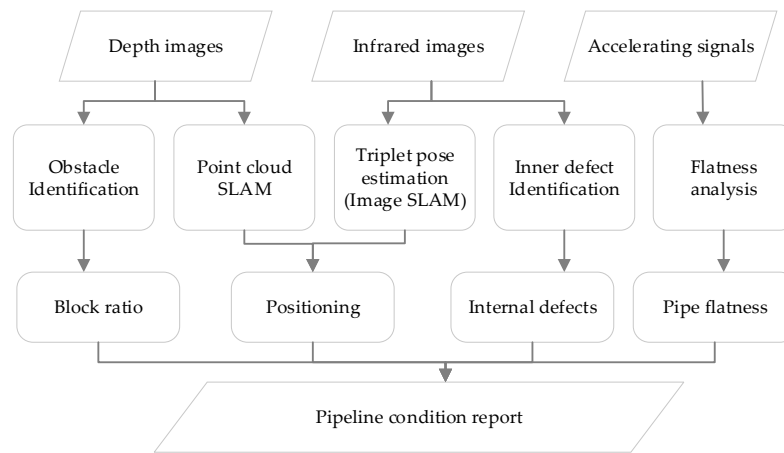 Depth images
Infrared images
Accelerating signals
Obstacle
Identification
Point cloud
SLAM
Triplet pose
estimation
(Image SLAM)
Inner defect
Identification
Flatness
analysis
Block ratio
Positioning
Internal defects
Pipe flatness
Pipeline condition report